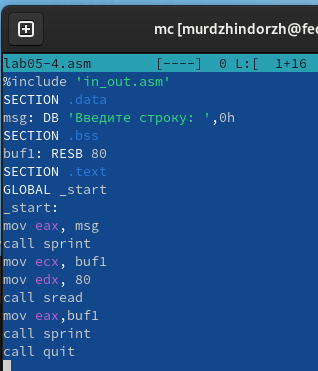 mc [murdzhindorzh@fed
lab05-4.asm [----] 0 L:[ 1+16
%include 'in_out.asm'
SECTION .data
msg: DB 'Введите строку: ',0h
SECTION .bss
buf1: RESB 80
SECTION .text
GLOBAL _start
_start:
mov eax, msg
call sprint
mov ecx, buf1
mov edx, 80
call sread
mov eax,buf1
call sprint
call quit